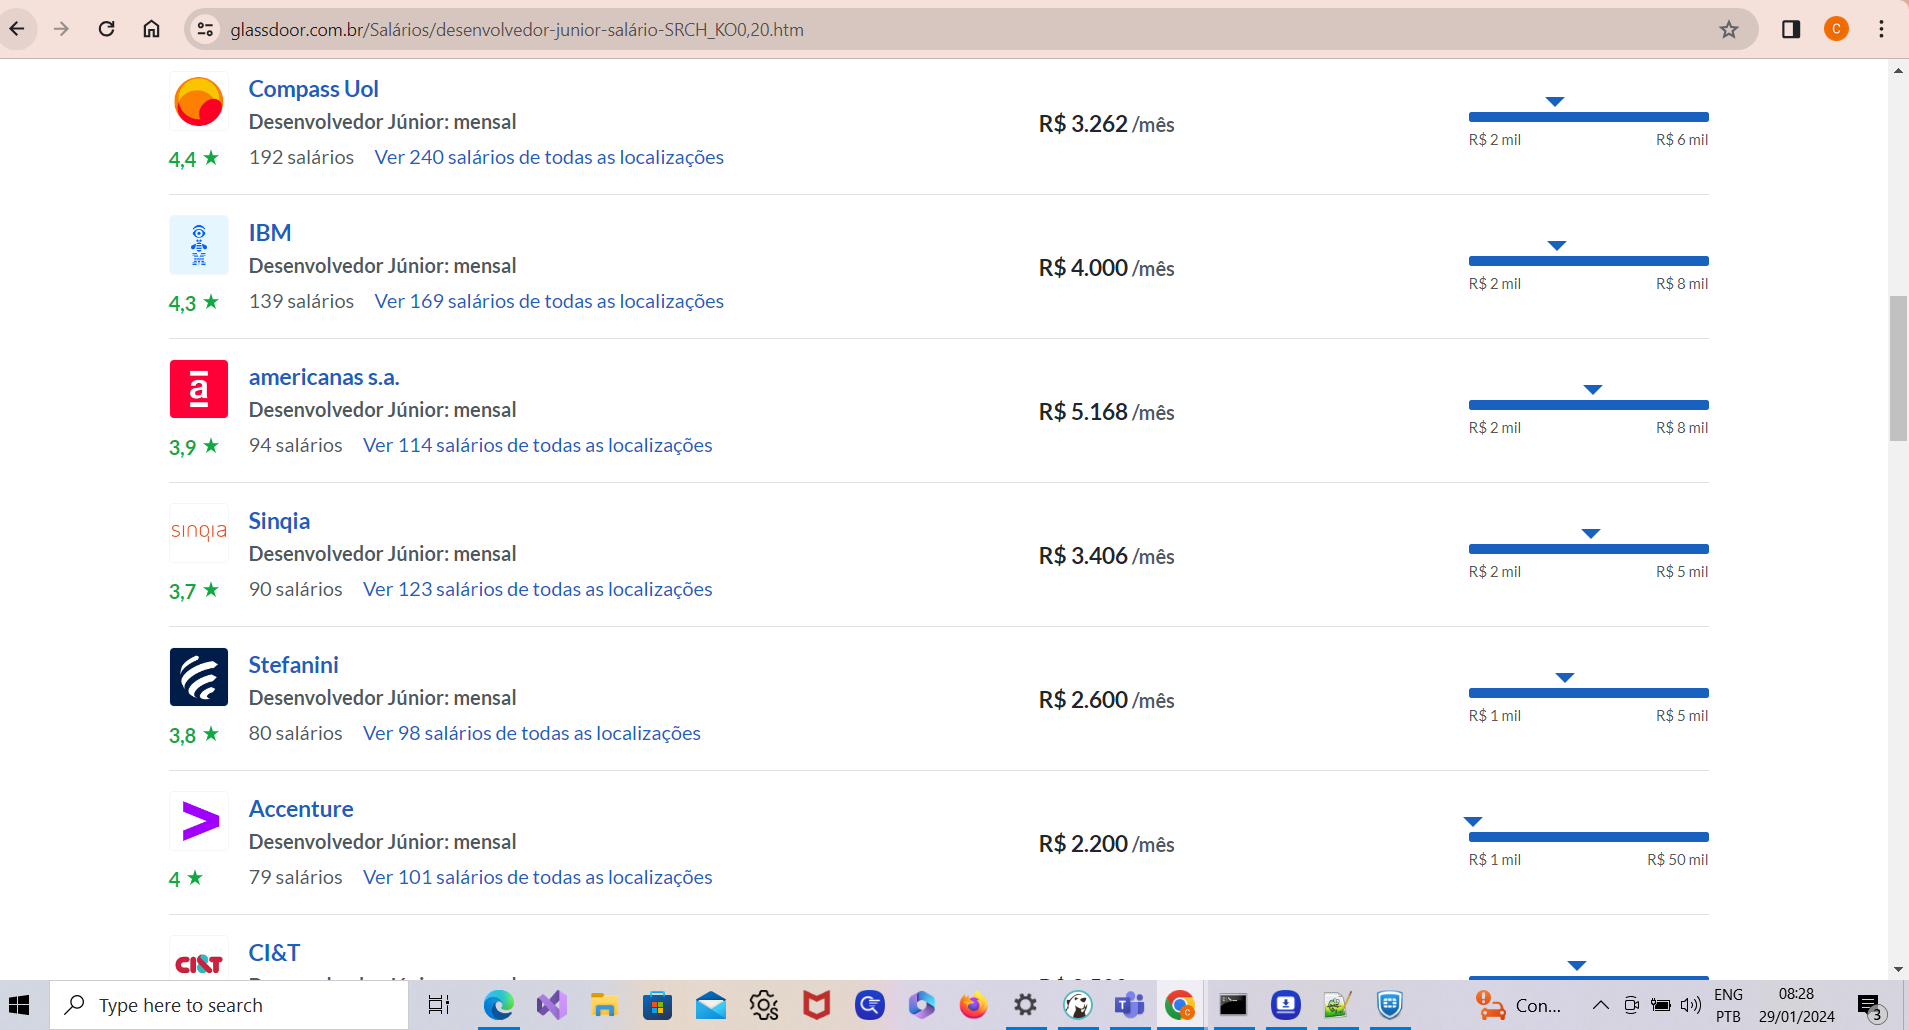 glassdoor.com.br/Salários/desenvolvedor-junior-salário-SRCH_KO0,20.htm
C
Compass Uol
Desenvolvedor Júnior: mensal
4,4 ★ 192 salários Ver 240 salários de todas as localizações
R$ 3.262 /mês
R$ 2 mil R$ 6 mil
IBM
Desenvolvedor Júnior: mensal
4,3 ★ 139 salários Ver 169 salários de todas as localizações
R$ 4.000 /mês
R$ 2 mil R$ 8 mil
a
americanas s.a.
Desenvolvedor Júnior: mensal
3,9 ★ 94 salários Ver 114 salários de todas as localizações
R$ 5.168 /mês
R$ 2 mil R$ 8 mil
sinqia
Sinqia
Desenvolvedor Júnior: mensal
3,7 ★ 90 salários Ver 123 salários de todas as localizações
R$ 3.406 /mês
R$ 2 mil R$ 5 mil
Stefanini
Desenvolvedor Júnior: mensal
3,8 ★ 80 salários Ver 98 salários de todas as localizações
R$ 2.600 /mês
R$ 1 mil R$ 5 mil
Accenture
Desenvolvedor Júnior: mensal
4 ★ 79 salários Ver 101 salários de todas as localizações
R$ 2.200 /mês
R$ 1 mil R$ 50 mil
CI&T
CI&T
Type here to search
Con...
ENG
PTB
08:28
29/01/2024
3